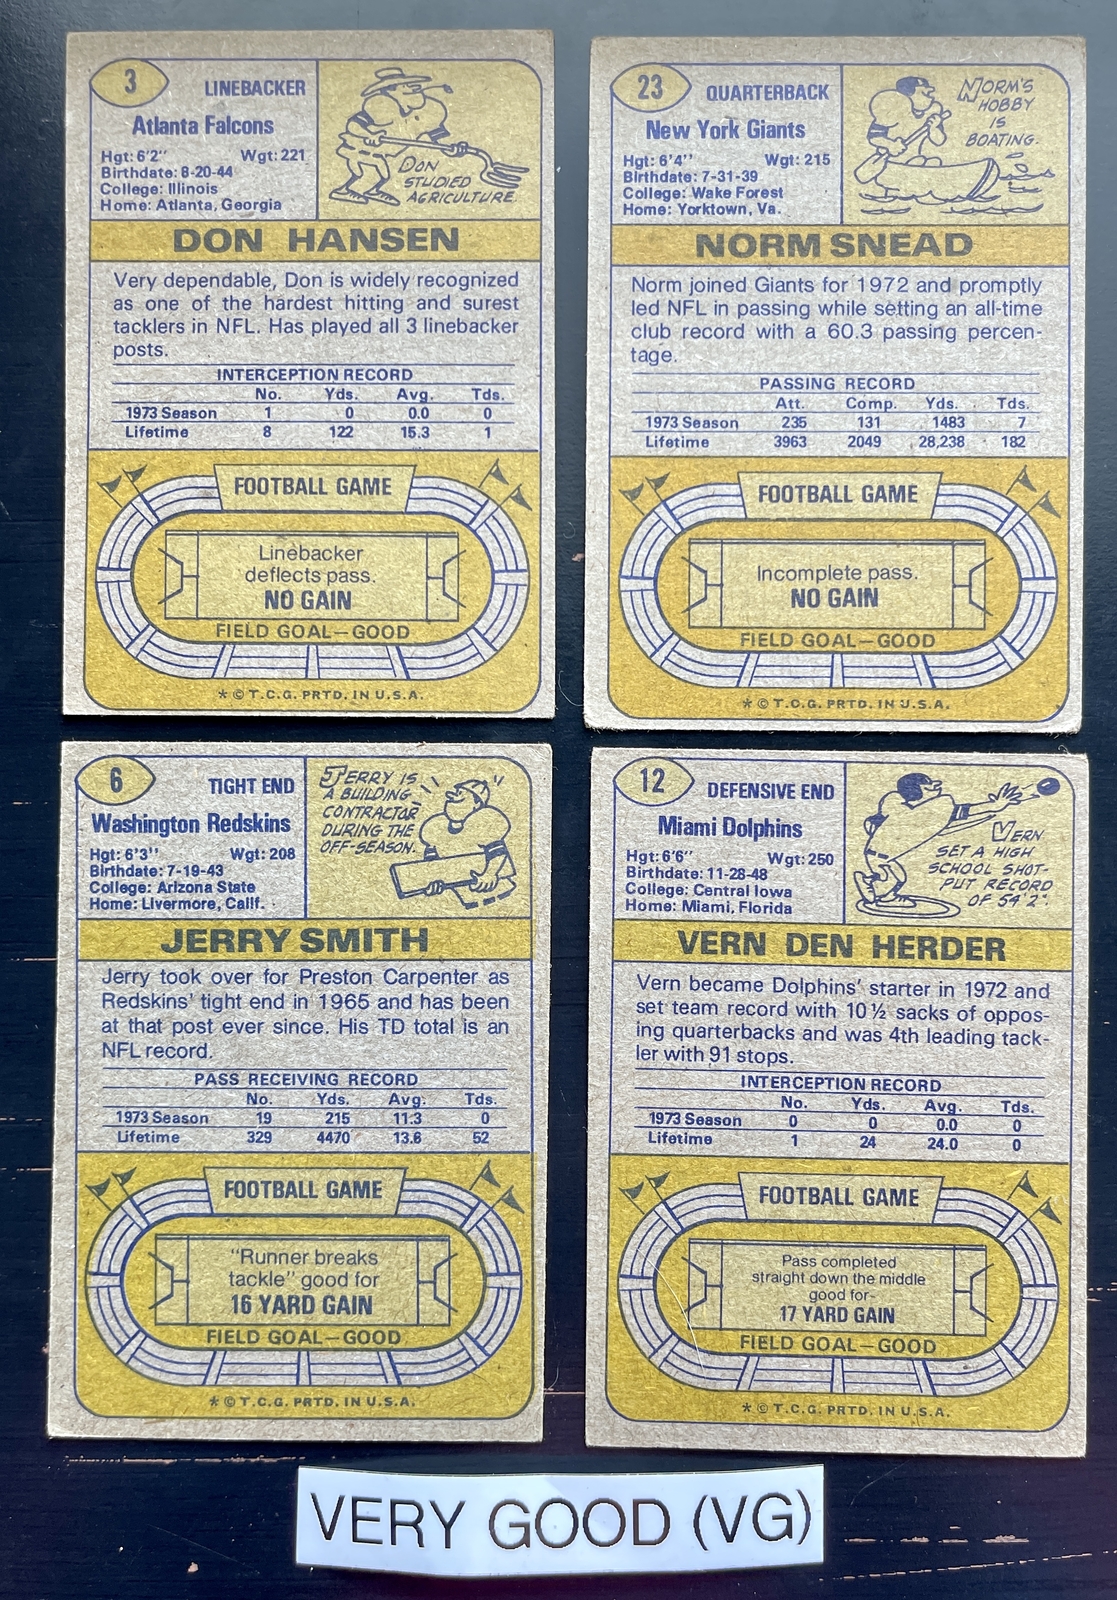 3
LINEBACKER
Atlanta Falcons
Hgt: 6'2" Wgt: 221
Birthdate: 8-20-44
College: Illinois
Home: Atlanta, Georgia
DON
STUDIED
AGRICULTURE.
DON HANSEN
Very dependable, Don is widely recognized
as one of the hardest hitting and surest
tacklers in NFL. Has played all 3 linebacker
posts.
INTERCEPTION RECORD
No. Yds. Avg. Tds.
1973 Season 1 0 0.0 0
Lifetime 8 122 15.3 1
FOOTBALL GAME
Linebacker
deflects pass.
NO GAIN
FIELD GOAL—GOOD
* © T.C.G. PRTD. IN U.S.A.
23
QUARTERBACK
New York Giants
Hgt: 6'4" Wgt: 215
Birthdate: 7-31-39
College: Wake Forest
Home: Yorktown, Va.
NORM'S
HOBBY
IS
BOATING.
NORM SNEAD
Norm joined Giants for 1972 and promptly
led NFL in passing while setting an all-time
club record with a 60.3 passing percen-
tage.
PASSING RECORD
Att. Comp. Yds. Tds.
1973 Season 235 131 1483 7
Lifetime 3963 2049 28,238 182
FOOTBALL GAME
Incomplete pass.
NO GAIN
FIELD GOAL—GOOD
* © T.C.G. PRTD. IN U.S.A.
6
TIGHT END
Washington Redskins
Hgt: 6'3" Wgt: 208
Birthdate: 7-19-43
College: Arizona State
Home: Livermore, Calif.
JERRY IS
A BUILDING
CONTRACTOR
DURING THE
OFF-SEASON.
JERRY SMITH
Jerry took over for Preston Carpenter as
Redskins' tight end in 1965 and has been
at that post ever since. His TD total is an
NFL record.
PASS RECEIVING RECORD
No. Yds. Avg. Tds.
1973 Season 19 215 11.3 0
Lifetime 329 4470 13.6 52
FOOTBALL GAME
"Runner breaks
tackle" good for
16 YARD GAIN
FIELD GOAL—GOOD
* © T.C.G. PRTD. IN U.S.A.
12
DEFENSIVE END
Miami Dolphins
Hgt: 6'6" Wgt: 250
Birthdate: 11-28-48
College: Central Iowa
Home: Miami, Florida
VERN
SET A HIGH
SCHOOL SHOT-
PUT RECORD
OF 54'2".
VERN DEN HERDER
Vern became Dolphins' starter in 1972 and
set team record with 10½ sacks of oppos-
ing quarterbacks and was 4th leading tack-
ler with 91 stops.
INTERCEPTION RECORD
No. Yds. Avg. Tds.
1973 Season 0 0 0.0 0
Lifetime 1 24 24.0 0
FOOTBALL GAME
Pass completed
straight down the middle
good for-
17 YARD GAIN
FIELD GOAL—GOOD
* © T.C.G. PRTD. IN U.S.A.
VERY GOOD (VG)